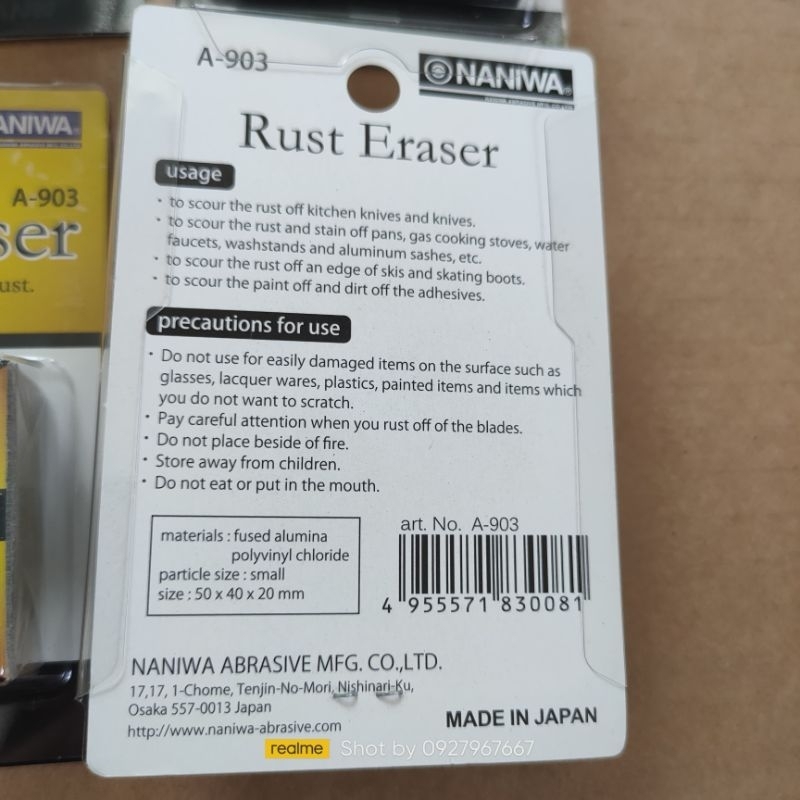 A-903
NANIWA
Rust Eraser
usage
· to scour the rust off kitchen knives and knives.
· to scour the rust and stain off pans, gas cooking stoves, water
faucets, washstands and aluminum sashes, etc.
· to scour the rust off an edge of skis and skating boots.
· to scour the paint off and dirt off the adhesives.
precautions for use
· Do not use for easily damaged items on the surface such as
glasses, lacquer wares, plastics, painted items and items which
you do not want to scratch.
· Pay careful attention when you rust off of the blades.
· Do not place beside of fire.
· Store away from children.
· Do not eat or put in the mouth.
materials : fused alumina
polyvinyl chloride
particle size : small
size : 50 x 40 x 20 mm
art. No. A-903
4 955571 830081
NANIWA ABRASIVE MFG. CO.,LTD.
17,17, 1-Chome, Tenjin-No-Mori, Nishinari-Ku,
Osaka 557-0013 Japan
http://www.naniwa-abrasive.com
MADE IN JAPAN
ANIWA
A-903
ser
ust.
realme Shot by 0927967667